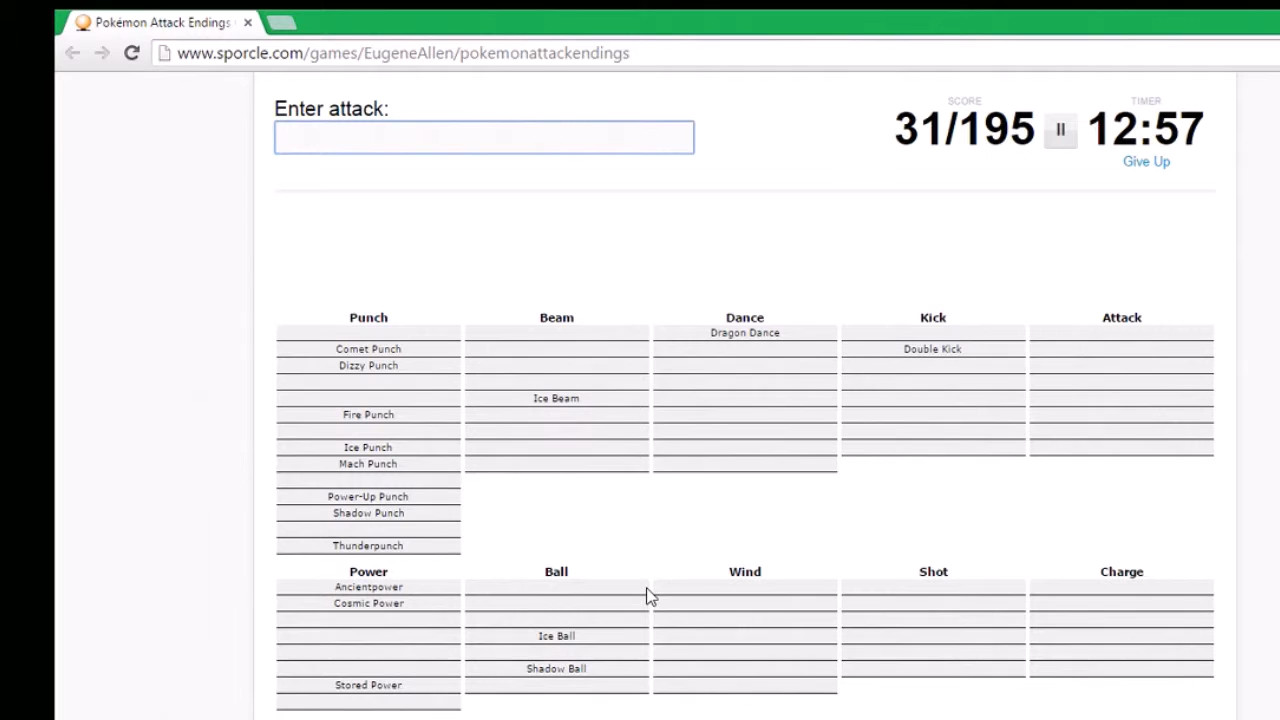 Pokémon Attack Endings
www.sporcle.com/games/EugeneAllen/pokemonattackendings
Enter attack:
SCORE
31/195
TIMER
12:57
Give Up
Punch Beam Dance Kick Attack
Dragon Dance
Comet Punch Double Kick
Dizzy Punch
Ice Beam
Fire Punch
Ice Punch
Mach Punch
Power-Up Punch
Shadow Punch
Thunderpunch
Power Ball Wind Shot Charge
Ancientpower
Cosmic Power
Ice Ball
Shadow Ball
Stored Power